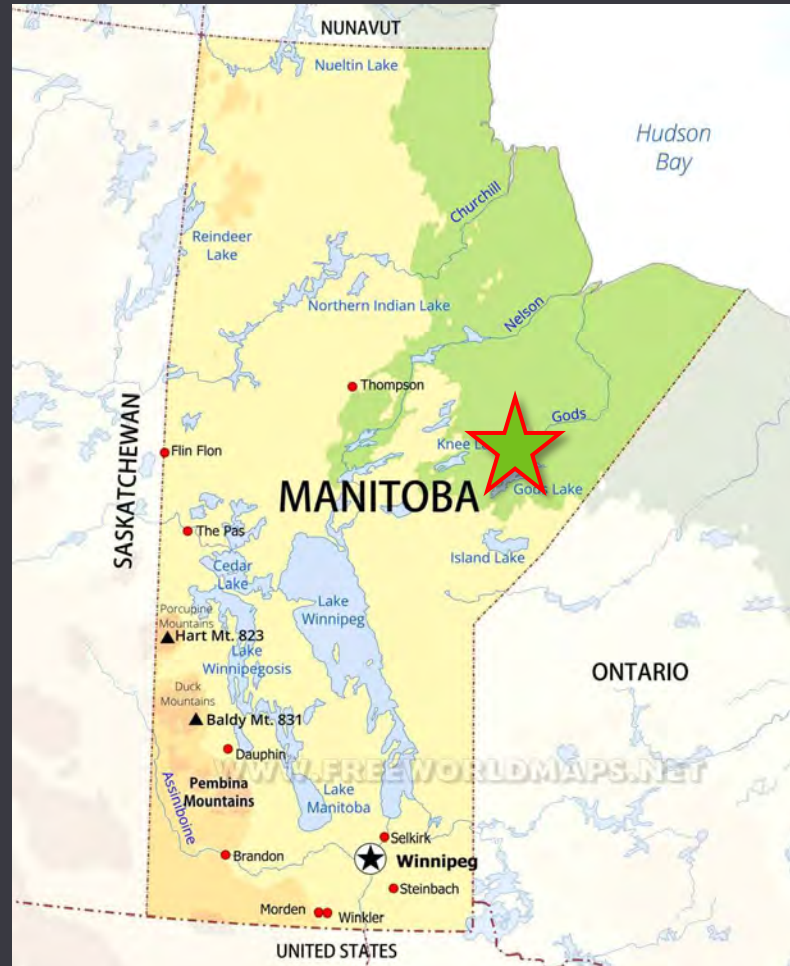 NUNAVUT
Nueltin Lake
Hudson
Bay
Churchill
Reindeer
Lake
Northern Indian Lake
Nelson
Thompson
SASKATCHEWAN
Gods
Knee
Flin Flon
MANITOBA
Gods Lake
The Pas
Island Lake
Cedar
Lake
Lake
Winnipeg
Porcupine
Mountains
Hart Mt. 823
Lake
Winnipegosis
ONTARIO
Duck
Mountains
Baldy Mt. 831
Dauphin
WWW.FREEWORLDMAPS.NET
Assiniboine
Pembina
Mountains
Lake
Manitoba
Selkirk
Brandon
Winnipeg
Steinbach
Morden
Winkler
UNITED STATES